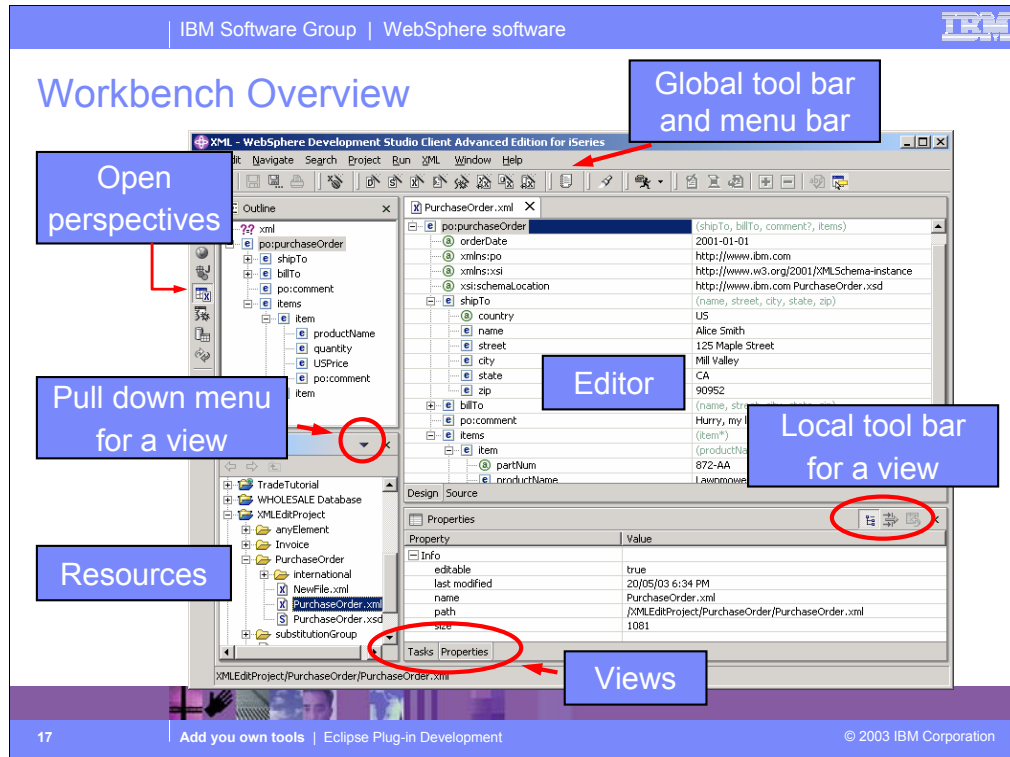 IBM Software Group | WebSphere software
IBM
Workbench Overview
Global tool bar
and menu bar
XML - WebSphere Development Studio Client Advanced Edition for iSeries
Navigate Search Project Run XML Window Help
Open
perspectives
Outline
xml
po:purchaseOrder
shipTo
billTo
po:comment
items
item
productName
quantity
USPrice
po:comment
item
PurchaseOrder.xml
po:purchaseOrder (shipTo, billTo, comment?, items)
orderDate 2001-01-01
xmlns:po http://www.ibm.com
xmlns:xsi http://www.w3.org/2001/XMLSchema-instance
xsi:schemaLocation http://www.ibm.com PurchaseOrder.xsd
shipTo (name, street, city, state, zip)
country US
name Alice Smith
street 125 Maple Street
city Mill Valley
state CA
zip 90952
billTo
po:comment Hurry, my
items (item*)
item
partNum 872-AA
productName Lawnmowe
Design Source
Editor
Pull down menu
for a view
Local tool bar
for a view
TradeTutorial
WHOLESALE Database
XMLEditProject
anyElement
Invoice
PurchaseOrder
international
NewFile.xml
PurchaseOrder.xml
PurchaseOrder.xsd
substitutionGroup
Resources
Properties
Property Value
Info
editable true
last modified 20/05/03 6:34 PM
name PurchaseOrder.xml
path /XMLEditProject/PurchaseOrder/PurchaseOrder.xml
size 1081
Tasks Properties
Views
XMLEditProject/PurchaseOrder/PurchaseOrder.xml
17
Add you own tools | Eclipse Plug-in Development
© 2003 IBM Corporation